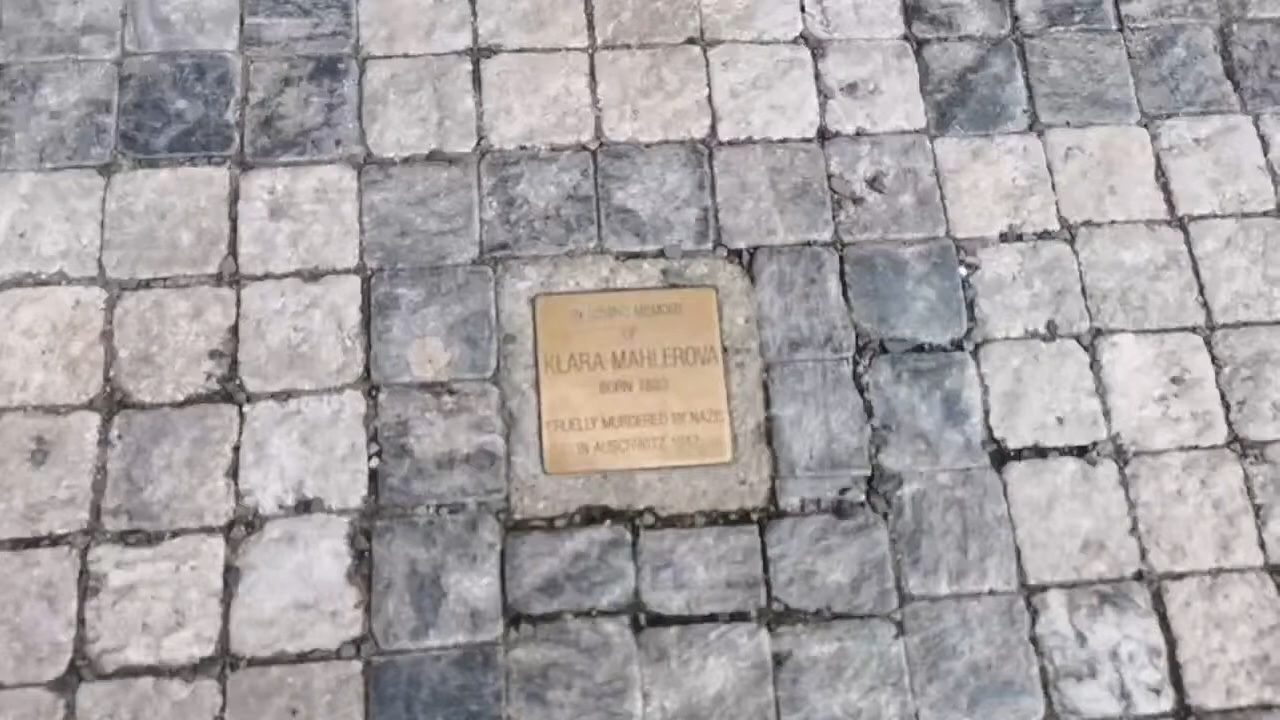 IN LOVING MEMORY
OF
KLARA MAHLEROVA
BORN
CRUELLY MURDERED BY NAZIS
IN AUSCHWITZ